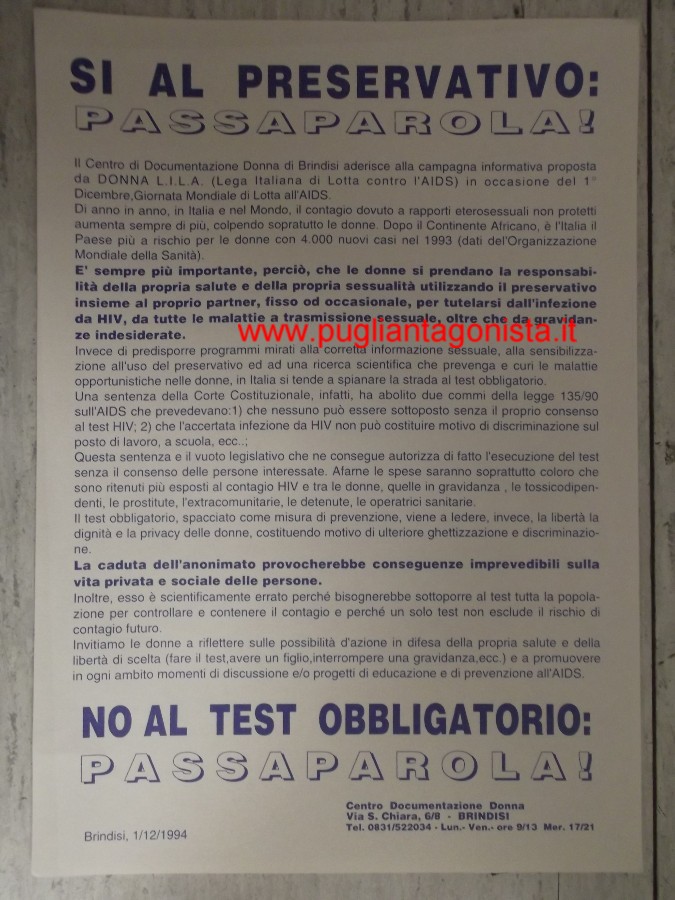 SI AL PRESERVATIVO:
PASSAPAROLA!
Il Centro di Documentazione Donna di Brindisi aderisce alla campagna informativa proposta
da DONNA L.I.L.A. (Lega Italiana di Lotta contro l'AIDS) in occasione del 1°
Dicembre,Giornata Mondiale di Lotta all'AIDS.
Di anno in anno, in Italia e nel Mondo, il contagio dovuto a rapporti eterosessuali non protetti
aumenta sempre di più, colpendo sopratutto le donne. Dopo il Continente Africano, è l'Italia il
Paese più a rischio per le donne con 4.000 nuovi casi nel 1993 (dati del'Organizzazione
Mondiale della Sanità).
E' sempre più importante, perciò, che le donne si prendano la responsabi-
lità della propria salute e della propria sessualità utilizzando il preservativo
insieme al proprio partner, fisso od occasionale, per tutelarsi dall'infezione
da HIV, da tutte le malattie a trasmissione sessuale, oltre che da gravidan-
ze indesiderate.
www.pugliantagonista.it
Invece di predisporre programmi mirati alla corretta informazione sessuale, alla sensibilizza-
zione all'uso del preservativo ed ad una ricerca scientifica che prevenga e curi le malattie
opportunistiche nelle donne, in Italia si tende a spianare la strada al test obbligatorio.
Una sentenza della Corte Costituzionale, infatti, ha abolito due commi della legge 135/90
sull'AIDS che prevedevano:1) che nessuno può essere sottoposto senza il proprio consenso
al test HIV; 2) che l'accertata infezione da HIV non può costituire motivo di discriminazione sul
posto di lavoro, a scuola, ecc..;
Questa sentenza e il vuoto legislativo che ne consegue autorizza di fatto l'esecuzione del test
senza il consenso delle persone interessate. Afarne le spese saranno soprattutto coloro che
sono ritenuti più esposti al contagio HIV e tra le donne, quelle in gravidanza , le tossicodipen-
denti, le prostitute, l'extracomunitarie, le detenute, le operatrici sanitarie.
Il test obbligatorio, spacciato come misura di prevenzione, viene a ledere, invece, la libertà la
dignità e la privacy delle donne, costituendo motivo di ulteriore ghettizzazione e discriminazio-
ne.
La caduta dell'anonimato provocherebbe conseguenze imprevedibili sulla
vita privata e sociale delle persone.
Inoltre, esso è scientificamente errato perché bisognerebbe sottoporre al test tutta la popola-
zione per controllare e contenere il contagio e perché un solo test non esclude il rischio di
contagio futuro.
Invitiamo le donne a riflettere sulle possibilità d'azione in difesa della propria salute e della
libertà di scelta (fare il test,avere un figlio,interrompere una gravidanza,ecc.) e a promuovere
in ogni ambito momenti di discussione e/o progetti di educazione e di prevenzione all'AIDS.
NO AL TEST OBBLIGATORIO:
PASSAPAROLA!
Centro Documentazione Donna
Via S. Chiara, 6/8 - BRINDISI
Tel. 0831/522034 - Lun.- Ven.- ore 9/13 Mer. 17/21
Brindisi, 1/12/1994